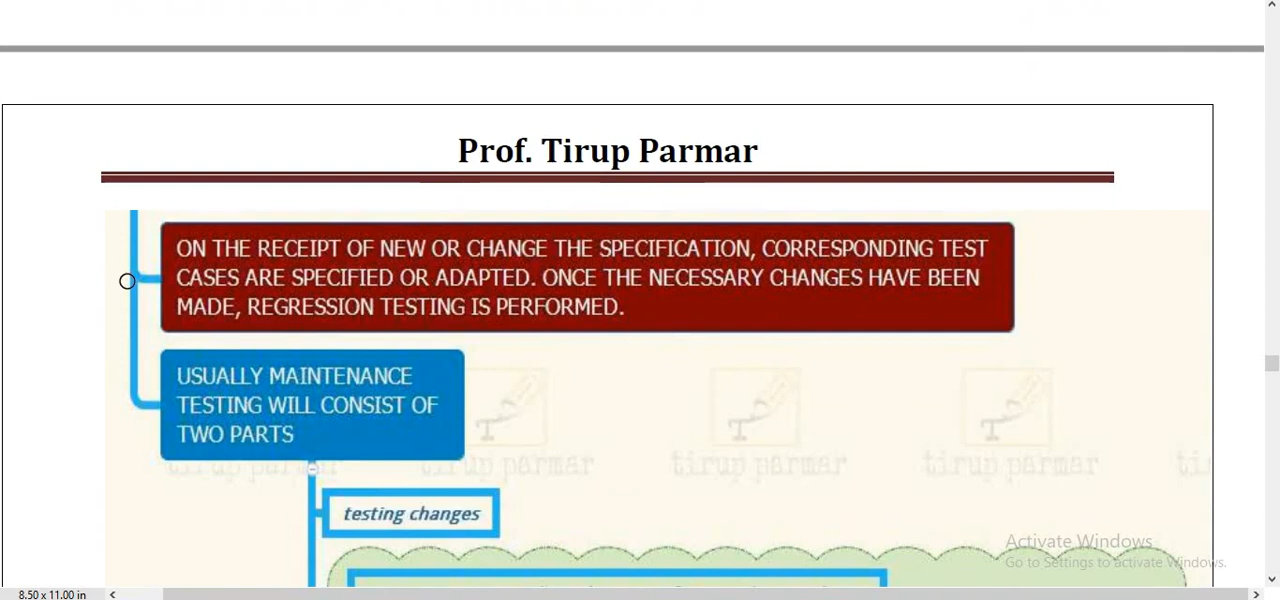 Prof. Tirup Parmar
ON THE RECEIPT OF NEW OR CHANGE THE SPECIFICATION, CORRESPONDING TEST
CASES ARE SPECIFIED OR ADAPTED. ONCE THE NECESSARY CHANGES HAVE BEEN
MADE, REGRESSION TESTING IS PERFORMED.
USUALLY MAINTENANCE
TESTING WILL CONSIST OF
TWO PARTS
tirup parmar tirup parmar tirup parmar tirup parmar
testing changes
Activate Windows
Go to Settings to activate Windows.
8.50 x 11.00 in